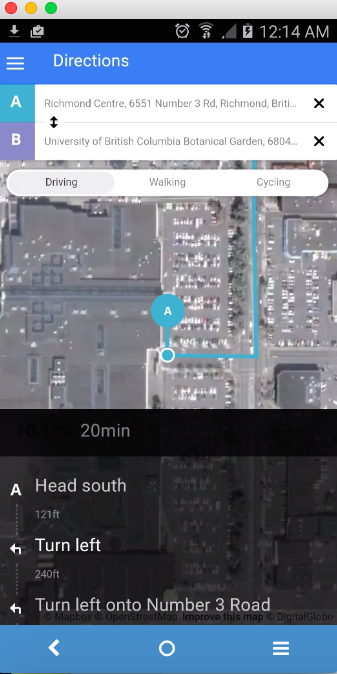 12:14 AM
Directions
A
Richmond Centre, 6551 Number 3 Rd, Richmond, Briti...
B
University of British Columbia Botanical Garden, 6804...
Driving
Walking
Cycling
A
20min
A
Head south
121ft
Turn left
240ft
Turn left onto Number 3 Road
© Mapbox © OpenStreetMap Improve this map © DigitalGlobe